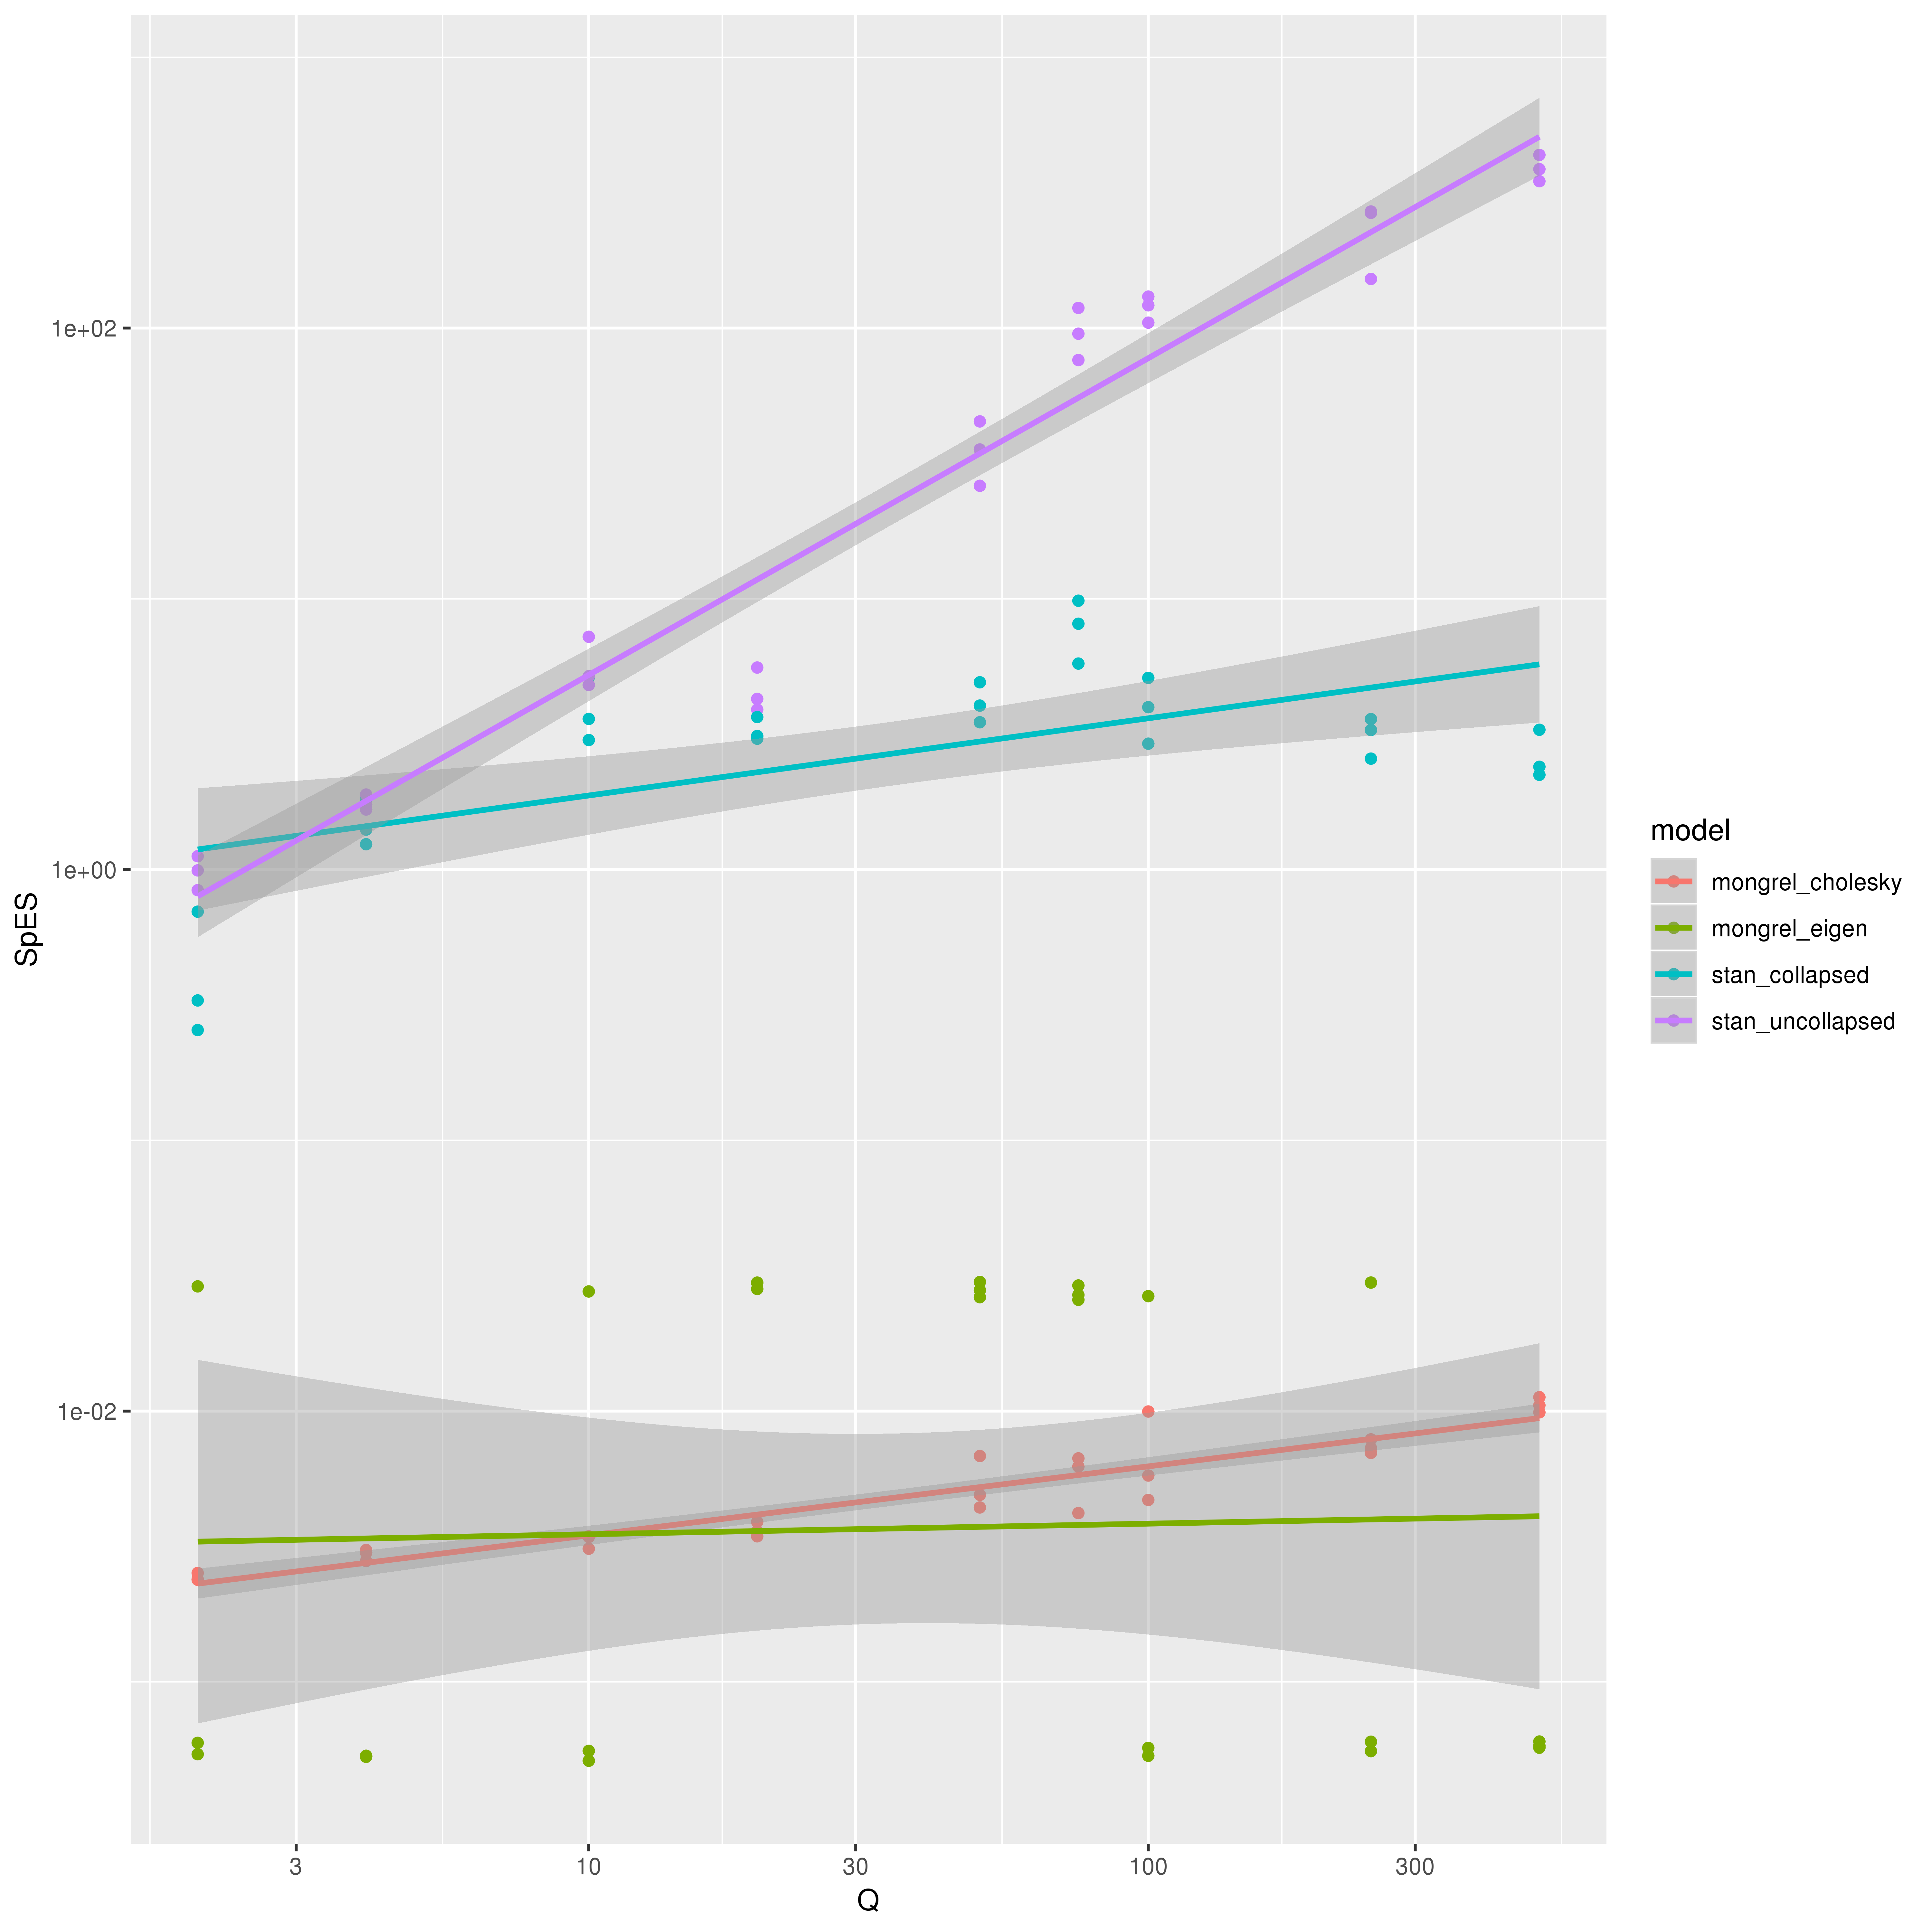 SpES
1e+02
1e+00
1e-02
3
10
30
100
300
Q
model
mongrel_cholesky
mongrel_eigen
stan_collapsed
stan_uncollapsed